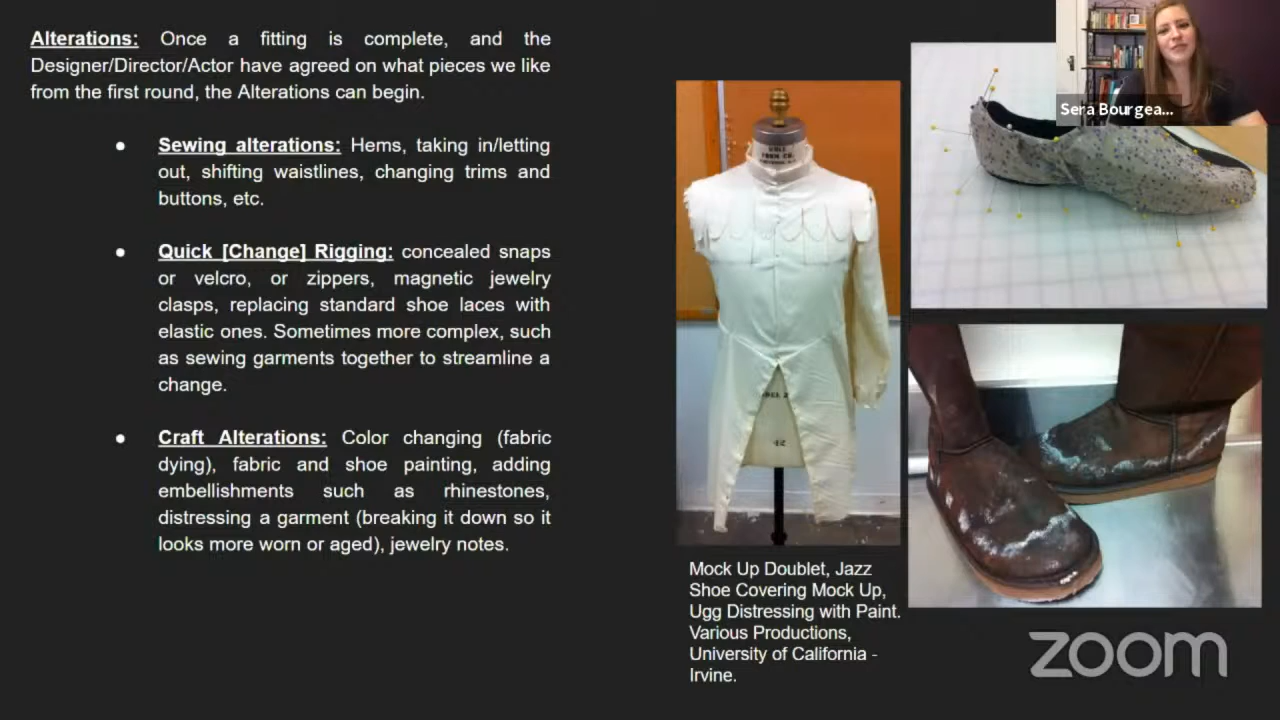 Alterations: Once a fitting is complete, and the
Designer/Director/Actor have agreed on what pieces we like
from the first round, the Alterations can begin.
● Sewing alterations: Hems, taking in/letting
out, shifting waistlines, changing trims and
buttons, etc.
● Quick [Change] Rigging: concealed snaps
or velcro, or zippers, magnetic jewelry
clasps, replacing standard shoe laces with
elastic ones. Sometimes more complex, such
as sewing garments together to streamline a
change.
● Craft Alterations: Color changing (fabric
dying), fabric and shoe painting, adding
embellishments such as rhinestones,
distressing a garment (breaking it down so it
looks more worn or aged), jewelry notes.
Sera Bourgea...
FORM CO.
42
Mock Up Doublet, Jazz
Shoe Covering Mock Up,
Ugg Distressing with Paint.
Various Productions,
University of California -
Irvine.
zoom